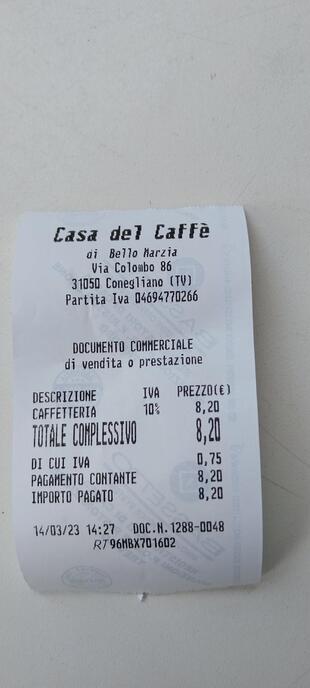 Casa del Caffè
di Bello Marzia
Via Colombo 86
31050 Conegliano (TV)
Partita Iva 04694770266
DOCUMENTO COMMERCIALE
di vendita o prestazione
DESCRIZIONE IVA PREZZO(€)
CAFFETTERIA 10% 8,20
TOTALE COMPLESSIVO 8,20
DI CUI IVA 0,75
PAGAMENTO CONTANTE 8,20
IMPORTO PAGATO 8,20
14/03/23 14:27 DOC.N.1288-0048
RT 96MBX701602